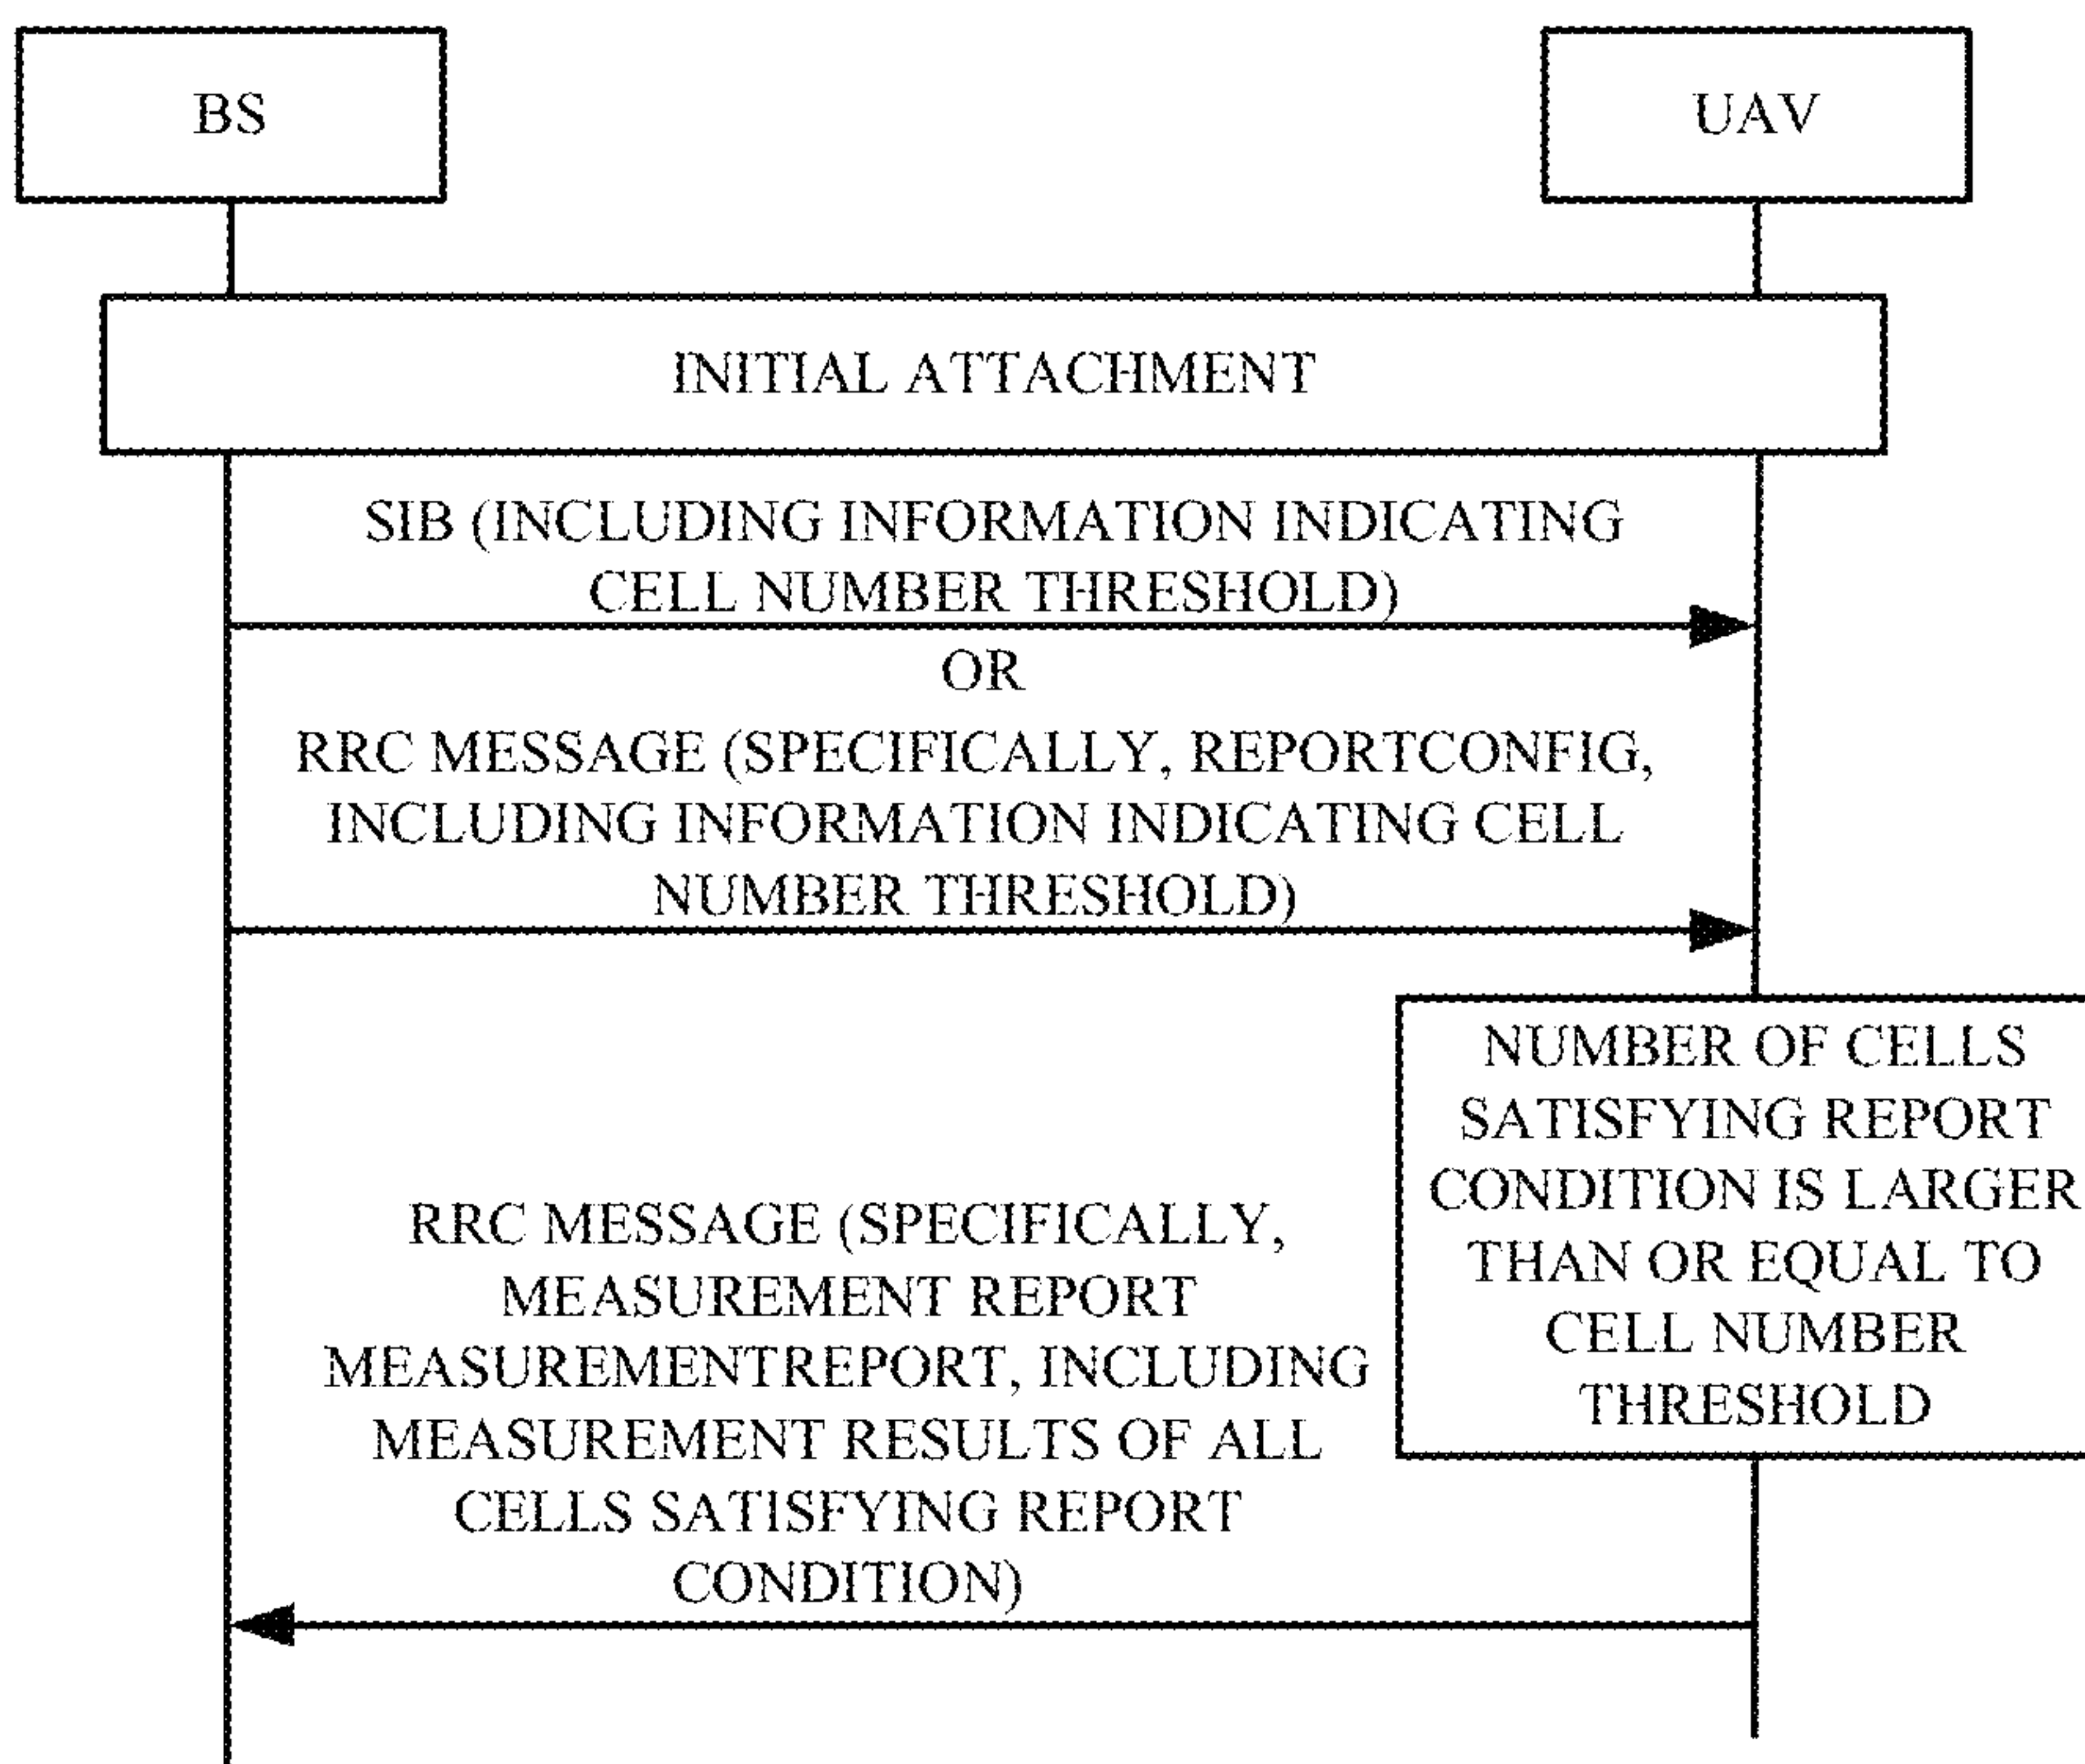 BS
UAV
INITIAL ATTACHMENT
SIB (INCLUDING INFORMATION INDICATING
CELL NUMBER THRESHOLD)
OR
RRC MESSAGE (SPECIFICALLY, REPORTCONFIG,
INCLUDING INFORMATION INDICATING CELL
NUMBER THRESHOLD)
NUMBER OF CELLS
SATISFYING REPORT
CONDITION IS LARGER
THAN OR EQUAL TO
CELL NUMBER
THRESHOLD
RRC MESSAGE (SPECIFICALLY,
MEASUREMENT REPORT
MEASUREMENTREPORT, INCLUDING
MEASUREMENT RESULTS OF ALL
CELLS SATISFYING REPORT
CONDITION)